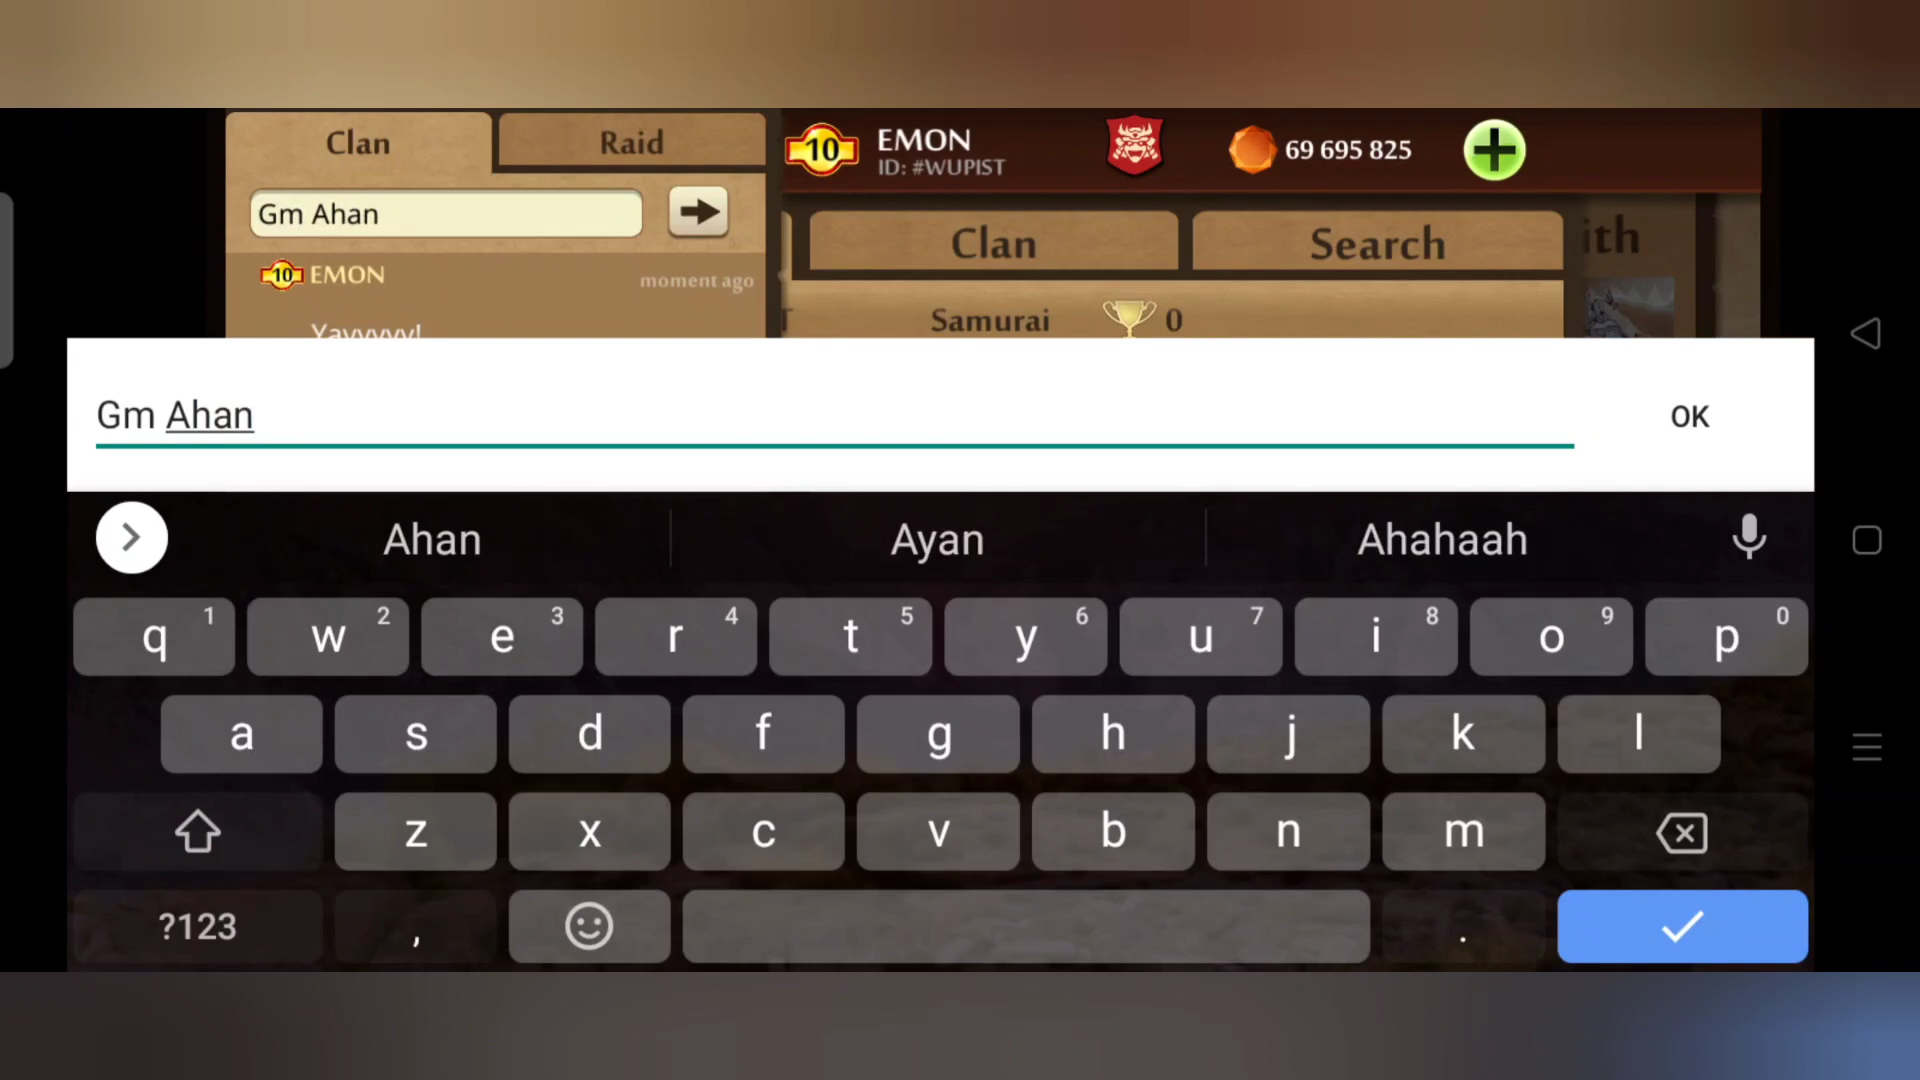 Clan Raid
10 EMON
ID: #WUPIST
69 695 825
Gm Ahan
Clan Search
10 EMON moment ago
Yayyyyy!
Samurai 0
Gm Ahan
OK
Ahan Ayan Ahahaah
q 1 w 2 e 3 r 4 t 5 y 6 u 7 i 8 o 9 p 0
a s d f g h j k l
z x c v b n m
?123 , .